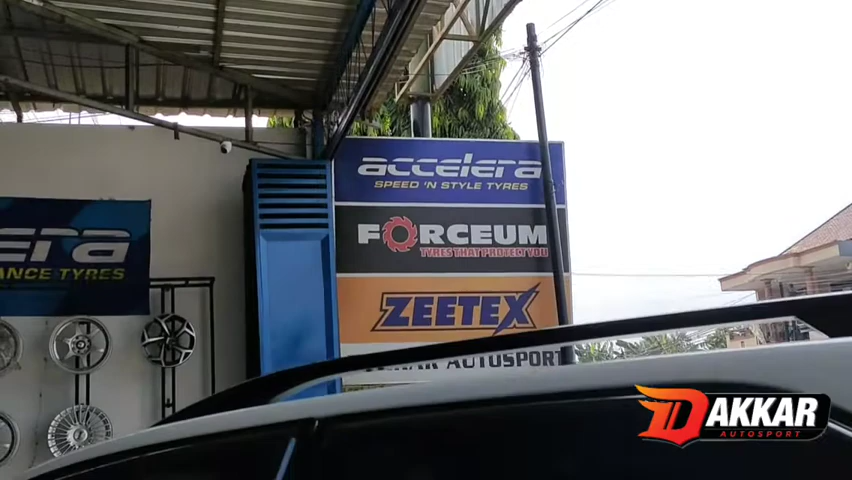 accelera
SPEED 'N STYLE TYRES
FORCEUM
TYRES THAT PROTECT YOU
era
ANCE TYRES
ZEETEX
AUTOSPORT
DAKKAR
AUTOSPORT